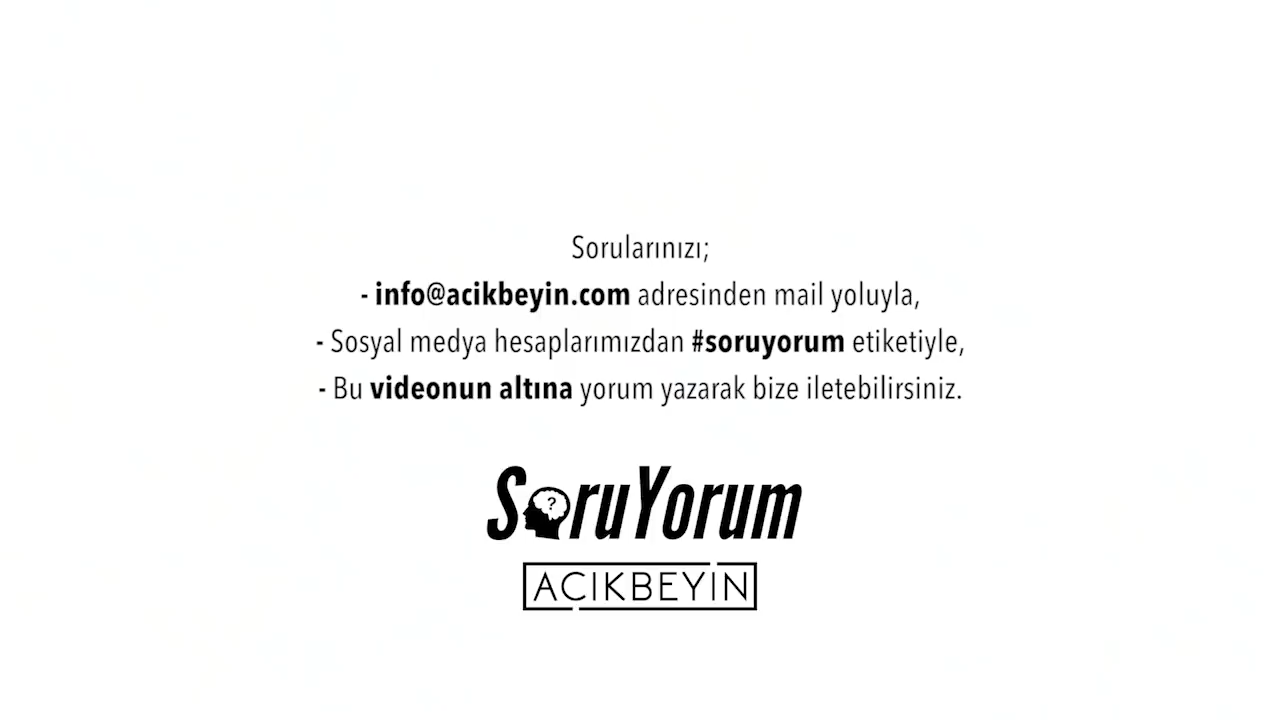 Sorularınızı;
- info@acikbeyin.com adresinden mail yoluyla,
- Sosyal medya hesaplarımızdan #soruyorum etiketiyle,
- Bu videonun altına yorum yazarak bize iletebilirsiniz.
SoruYorum
AÇIKBEYİN